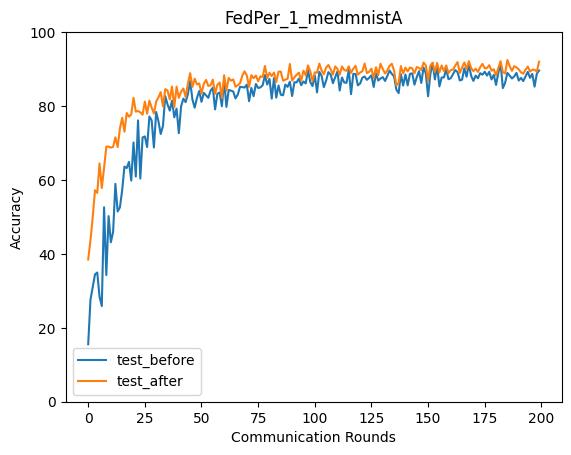 FedPer_1_medmnistA
100
80
60
40
20
0
Accuracy
test_before
test_after
0 25 50 75 100 125 150 175 200
Communication Rounds